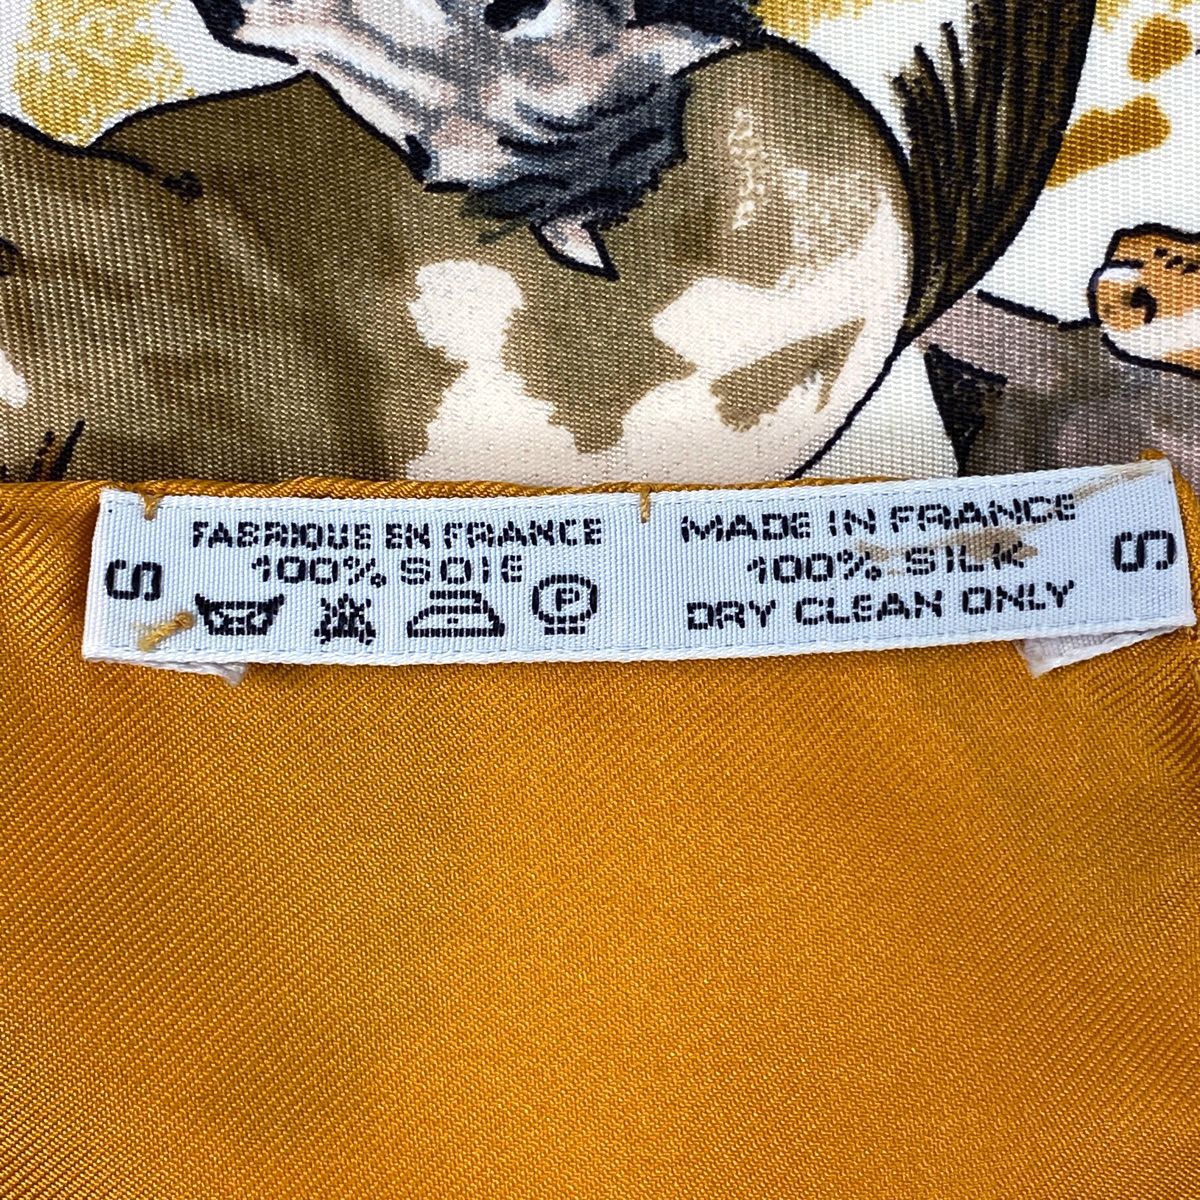 S
FABRIQUE EN FRANCE
100% SOIE
P
MADE IN FRANCE
100% SILK
DRY CLEAN ONLY
S